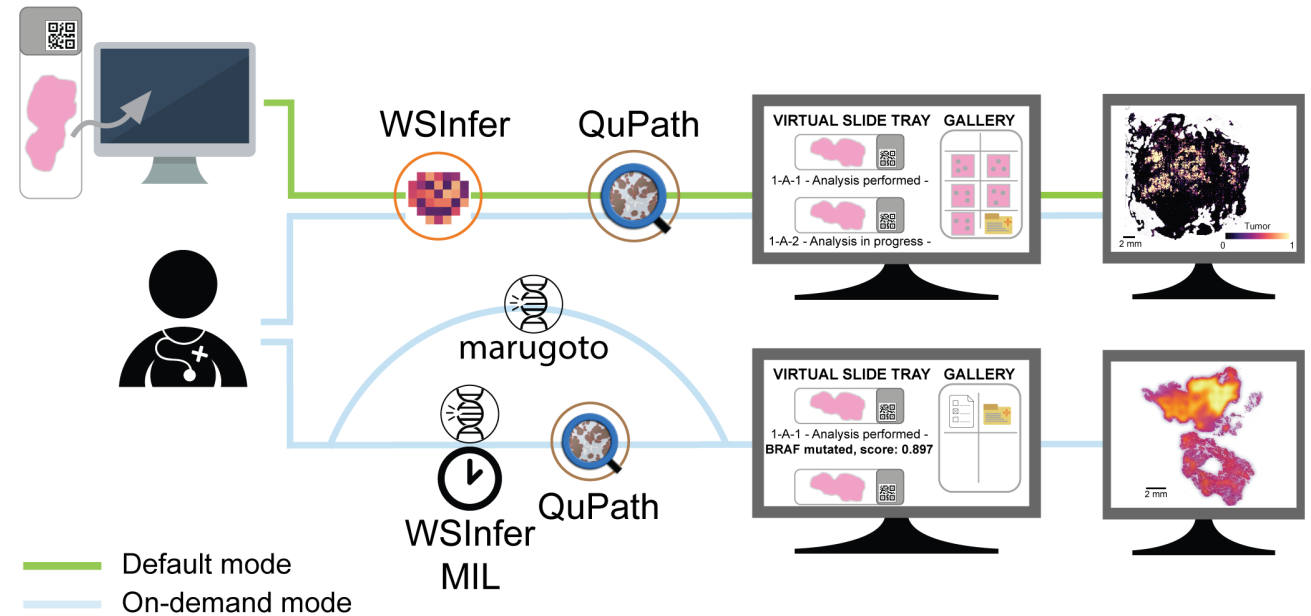 WSInfer
QuPath
VIRTUAL SLIDE TRAY GALLERY
1-A-1 - Analysis performed -
1-A-2 - Analysis in progress -
2 mm
Tumor
0 1
marugoto
WSInfer
MIL
QuPath
VIRTUAL SLIDE TRAY GALLERY
1-A-1 - Analysis performed -
BRAF mutated, score: 0.897
2 mm
Default mode
On-demand mode